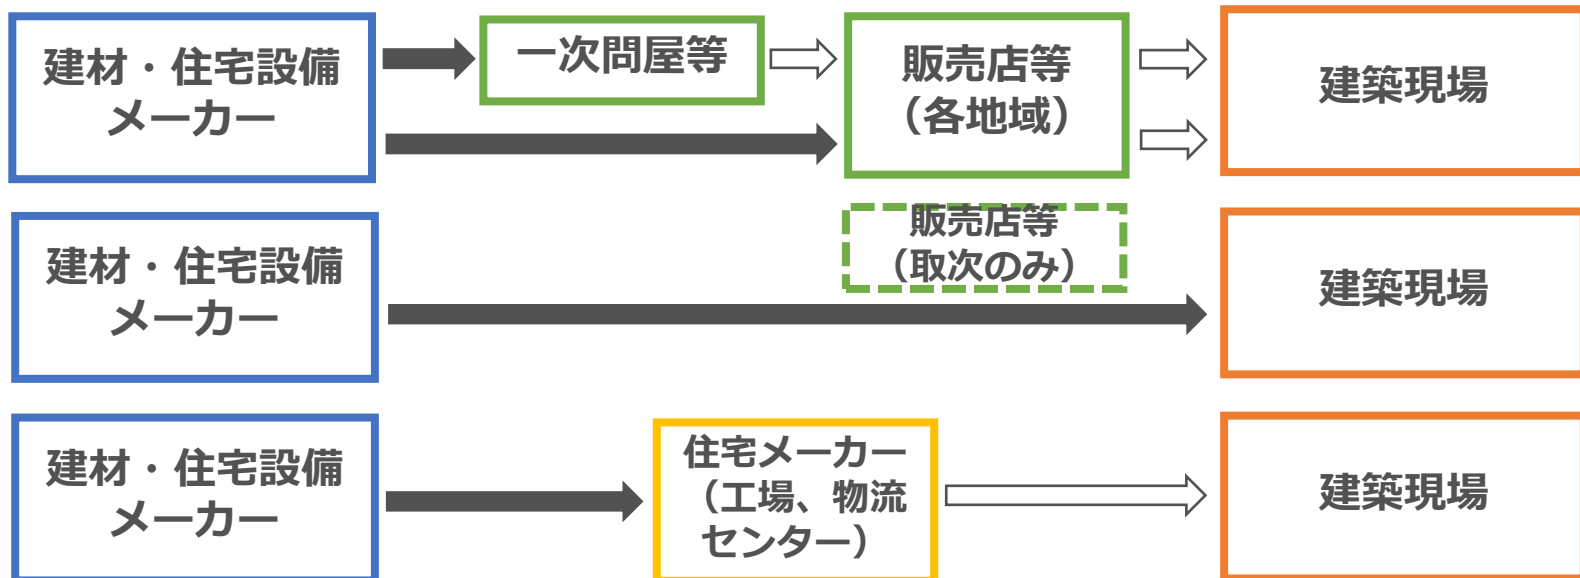 建材・住宅設備
メーカー
一次問屋等
販売店等
（各地域）
建築現場
建材・住宅設備
メーカー
販売店等
（取次のみ）
建築現場
建材・住宅設備
メーカー
住宅メーカー
（工場、物流
センター）
建築現場